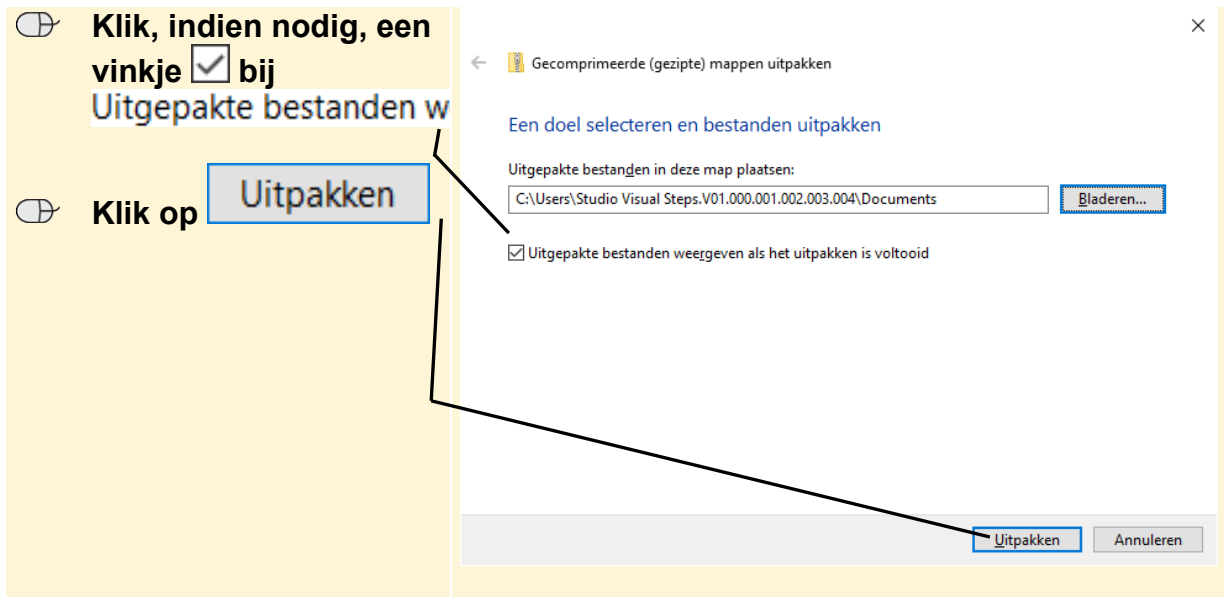 Klik, indien nodig, een
vinkje bij
Uitgepakte bestanden w
Klik op Uitpakken
Gecomprimeerde (gezipte) mappen uitpakken
Een doel selecteren en bestanden uitpakken
Uitgepakte bestanden in deze map plaatsen:
C:\Users\Studio Visual Steps.V01.000.001.002.003.004\Documents Bladeren...
Uitgepakte bestanden weergeven als het uitpakken is voltooid
Uitpakken Annuleren